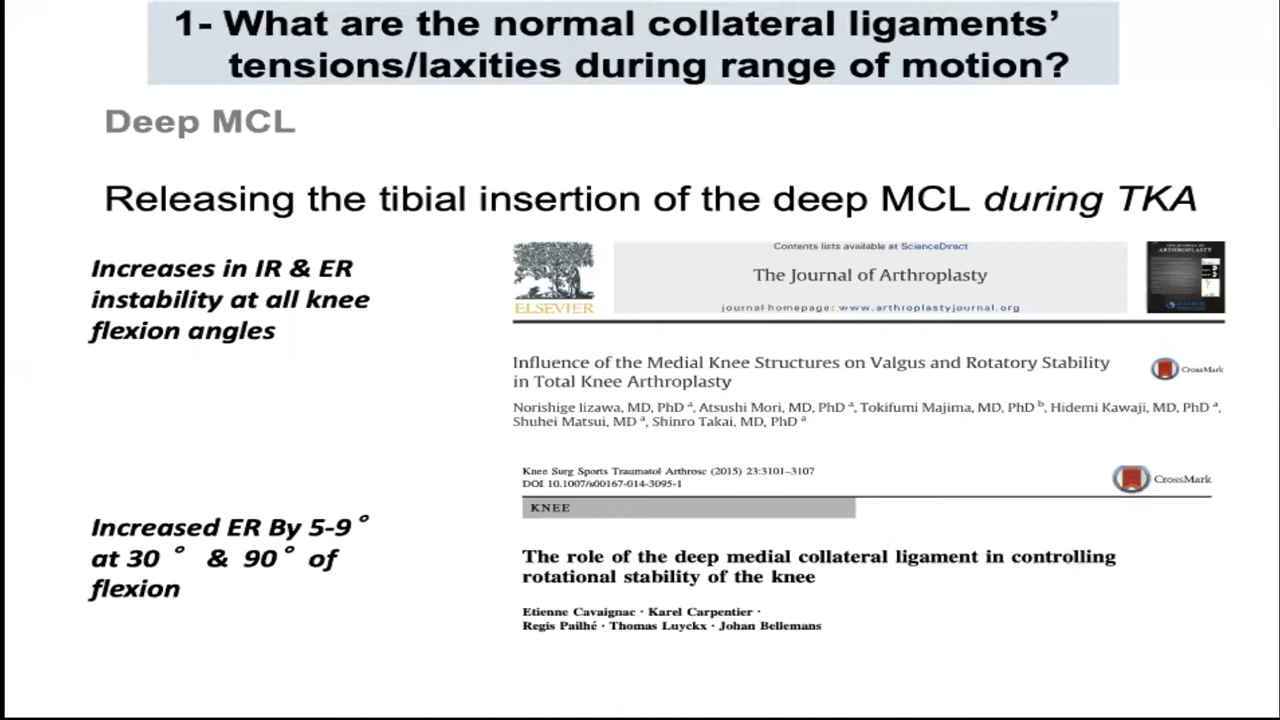 1- What are the normal collateral ligaments’
tensions/laxities during range of motion?
Deep MCL
Releasing the tibial insertion of the deep MCL during TKA
Increases in IR & ER
instability at all knee
flexion angles
ELSEVIER
Contents lists available at ScienceDirect
The Journal of Arthroplasty
journal homepage: www.arthroplastyjournal.org
ARTHROPLASTY
Influence of the Medial Knee Structures on Valgus and Rotatory Stability
in Total Knee Arthroplasty
CrossMark
Norishige Iizawa, MD, PhD a, Atsushi Mori, MD, PhD a, Tokifumi Majima, MD, PhD b, Hidemi Kawaji, MD, PhD a,
Shuhei Matsui, MD a, Shinro Takai, MD, PhD a
Knee Surg Sports Traumatol Arthrosc (2015) 23:3101–3107
DOI 10.1007/s00167-014-3095-1
CrossMark
KNEE
Increased ER By 5-9°
at 30 ° & 90° of
flexion
The role of the deep medial collateral ligament in controlling
rotational stability of the knee
Etienne Cavaignac · Karel Carpentier ·
Regis Pailhé · Thomas Luyckx · Johan Bellemans